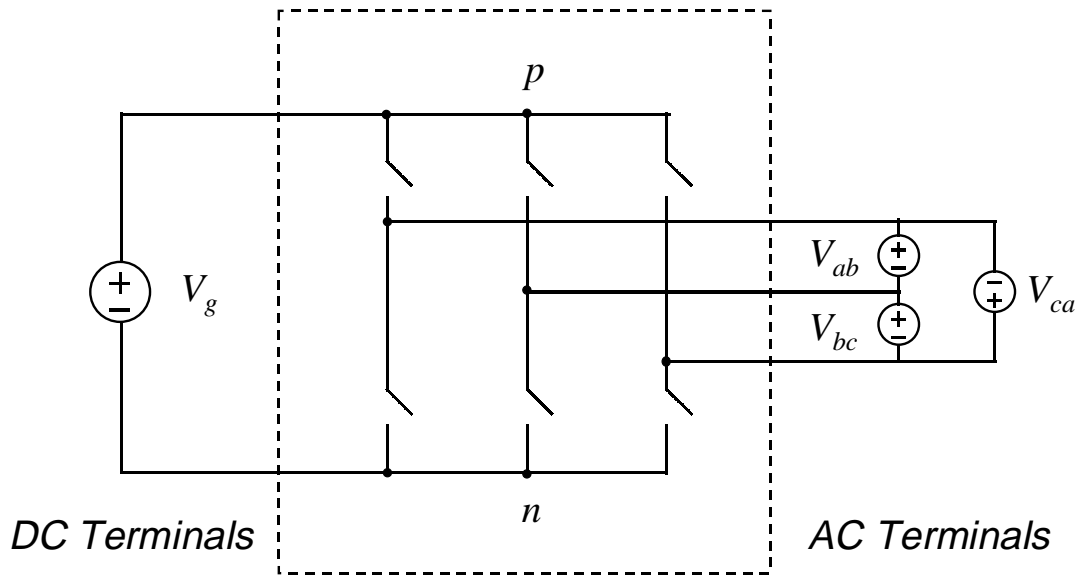 p
V_g
V_ab
V_bc
V_ca
n
DC Terminals
AC Terminals